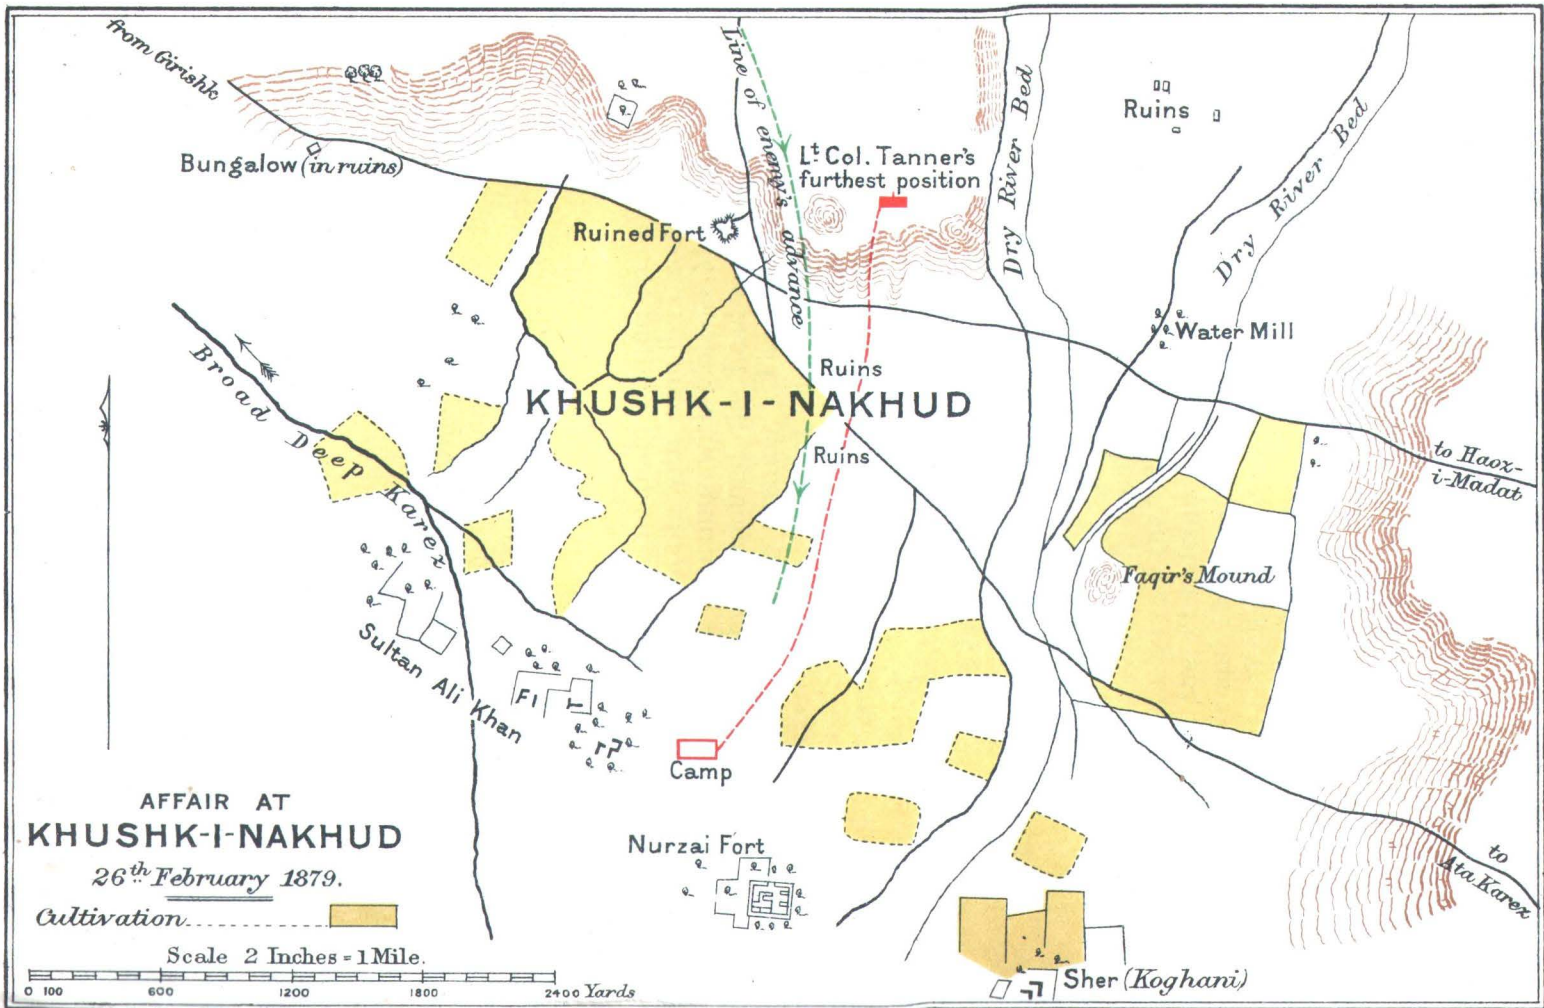 from Girishk
Bungalow (in ruins)
Line of enemy's advance
Lt. Col. Tanner's
furthest position
Dry River Bed
Ruins
Dry River Bed
Ruined Fort
Water Mill
Broad Deep Karez
Ruins
KHUSHK-I-NAKHUD
Ruins
to Haoz-
i-Madat
Faqir's Mound
Sultan Ali Khan
Camp
AFFAIR AT
KHUSHK-I-NAKHUD
26th February 1879.
Cultivation
Scale 2 Inches = 1 Mile.
0 100 600 1200 1800 2400 Yards
Nurzai Fort
to
Ata Karez
Sher (Koghani)